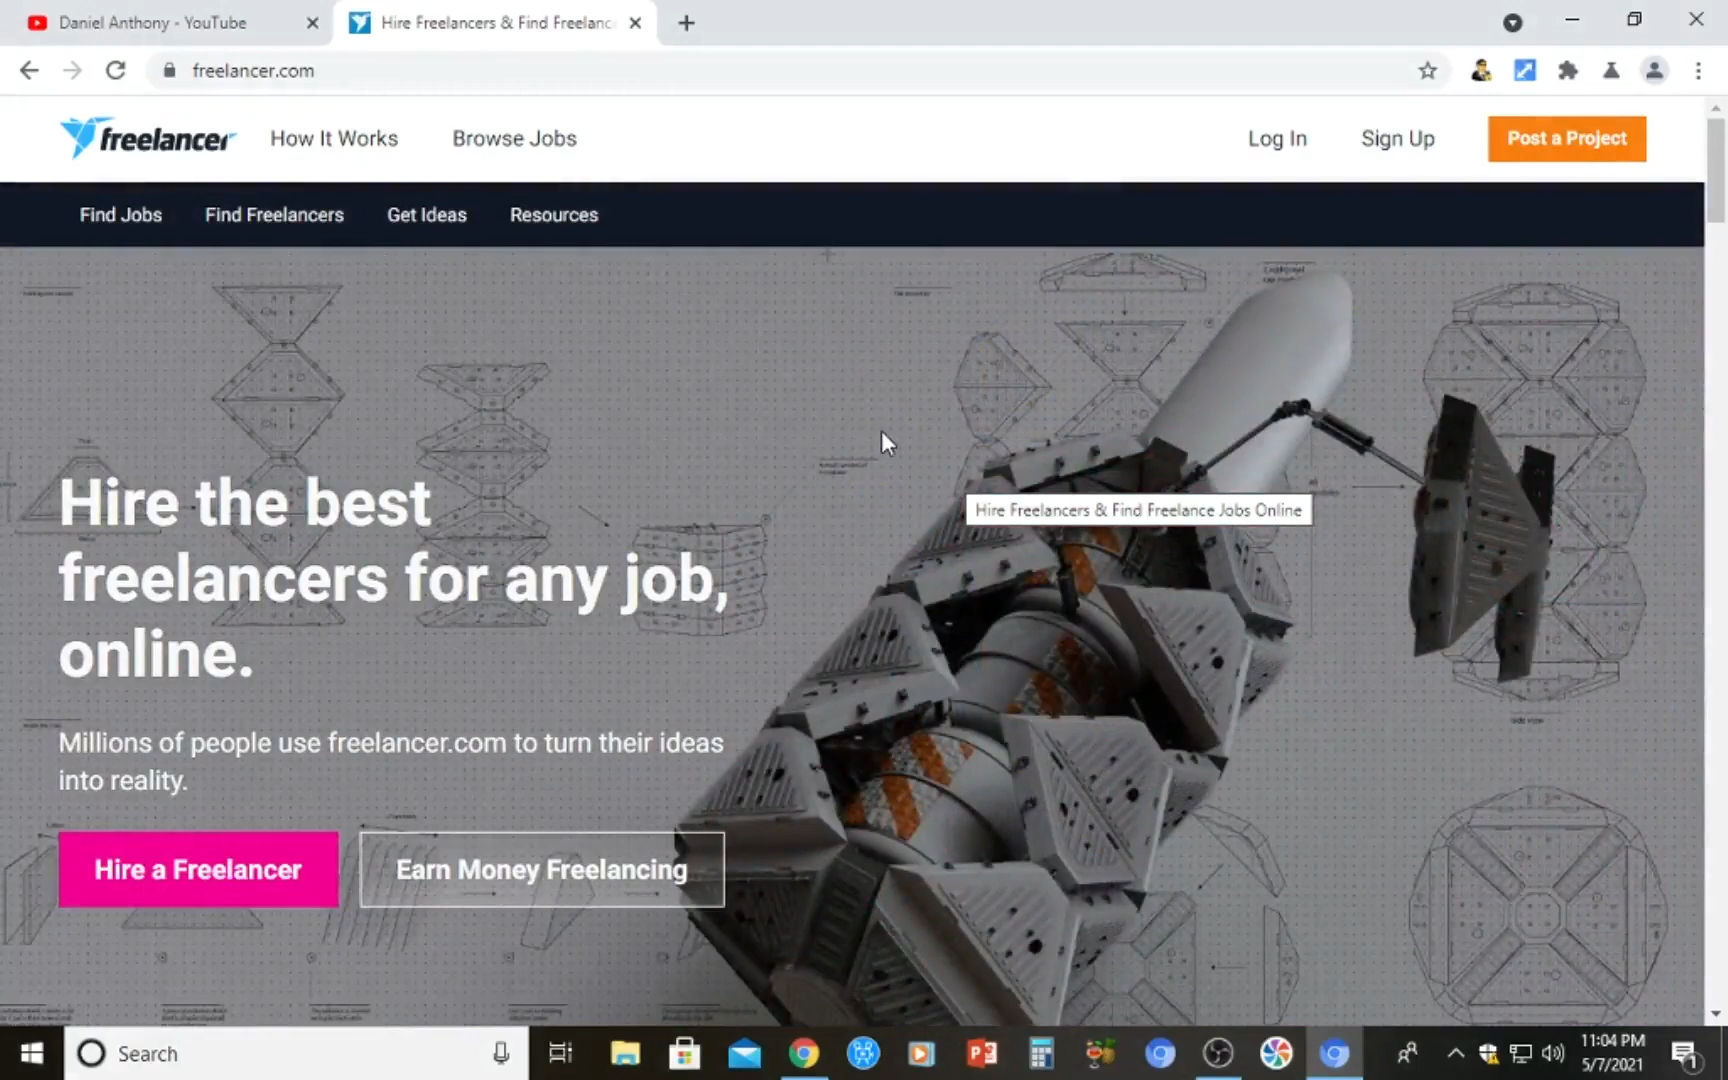 Daniel Anthony - YouTube
Hire Freelancers & Find Freelanc
freelancer.com
freelancer
How It Works
Browse Jobs
Log In
Sign Up
Post a Project
Find Jobs
Find Freelancers
Get Ideas
Resources
Hire Freelancers & Find Freelance Jobs Online
Hire the best
freelancers for any job,
online.
Millions of people use freelancer.com to turn their ideas
into reality.
Hire a Freelancer
Earn Money Freelancing
side view
Search
11:04 PM
5/7/2021
1